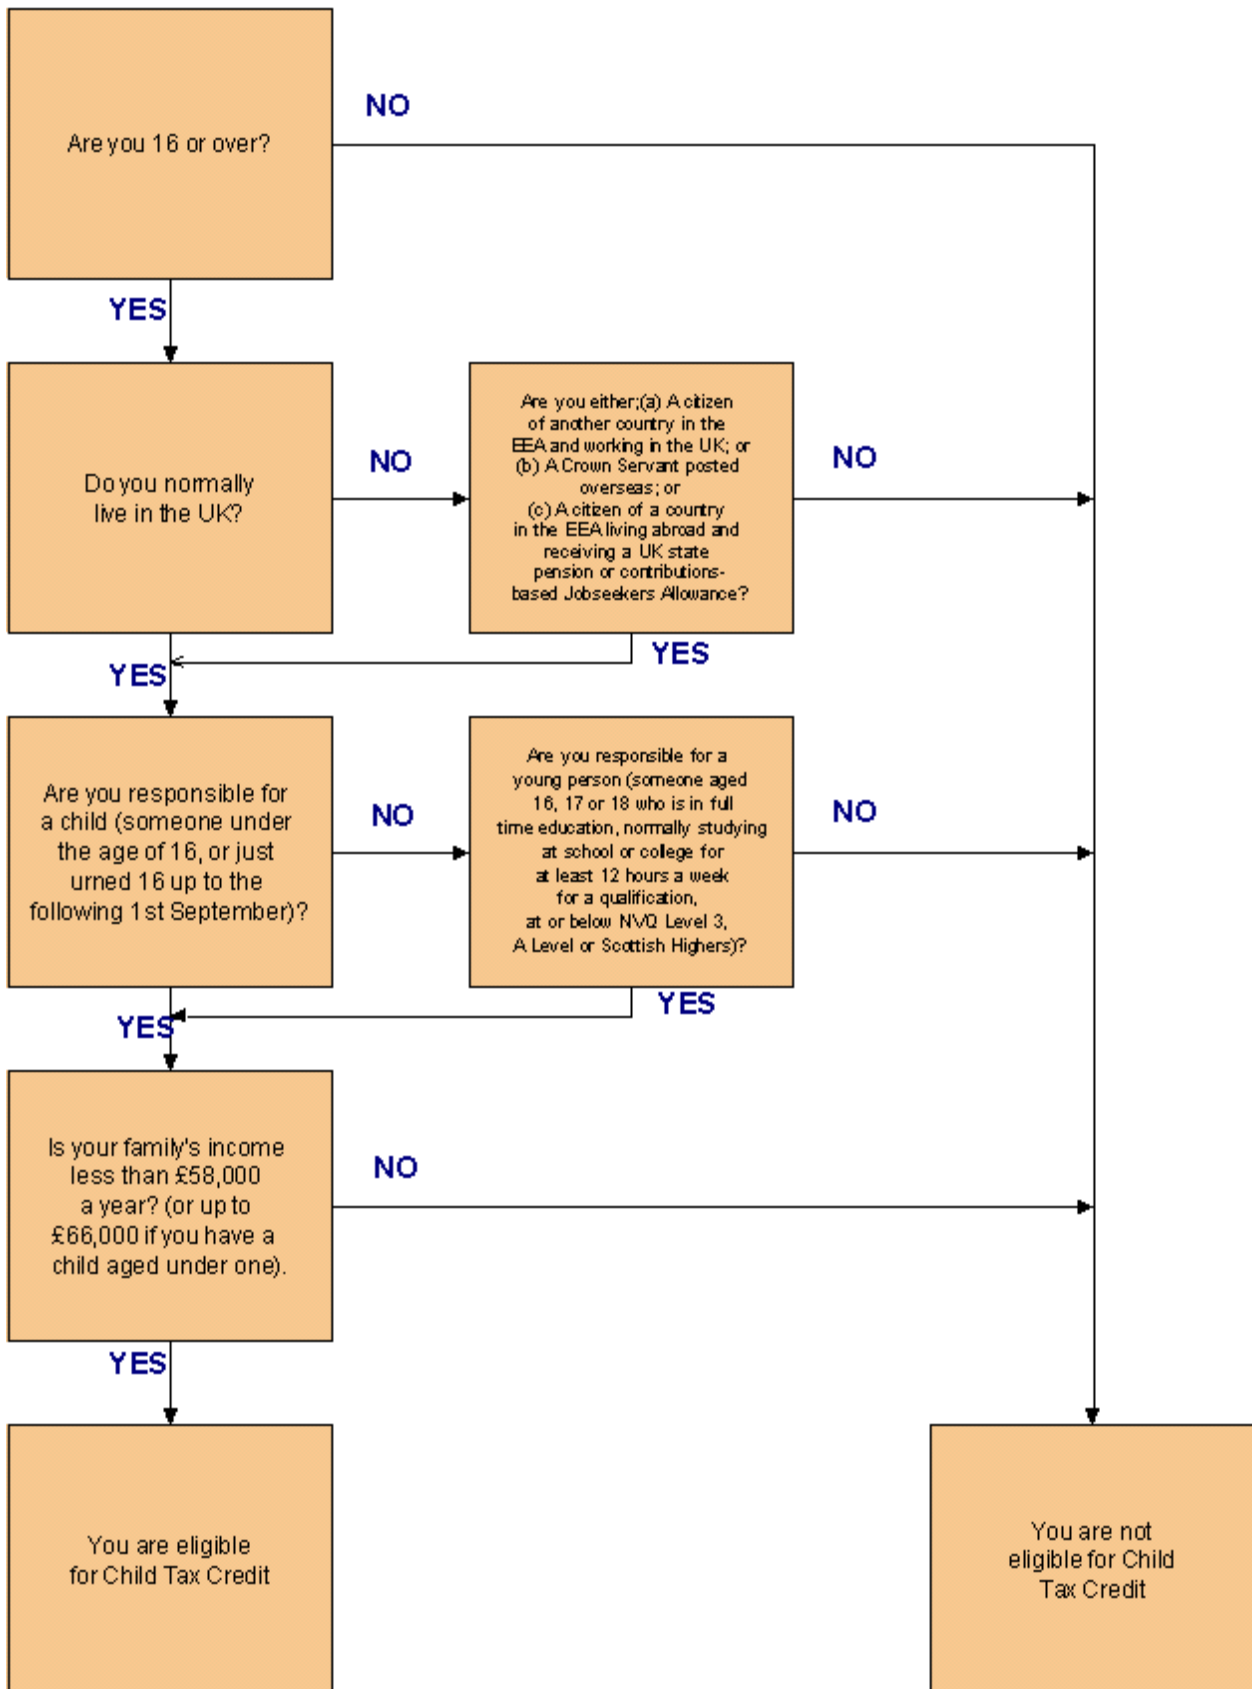 Are you 16 or over?
NO
YES
Do you normally
live in the UK?
NO
Are you either;(a) A citizen
of another country in the
EEA and working in the UK; or
(b) A Crown Servant posted
overseas; or
(c) A citizen of a country
in the EEA living abroad and
receiving a UK state
pension or contributions-
based Jobseekers Allowance?
NO
YES
YES
Are you responsible for
a child (someone under
the age of 16, or just
urned 16 up to the
following 1st September)?
NO
Are you responsible for a
young person (someone aged
16, 17 or 18 who is in full
time education, normally studying
at school or college for
at least 12 hours a week
for a qualification,
at or below NVQ Level 3,
A Level or Scottish Highers)?
NO
YES
YES
Is your family's income
less than £58,000
a year? (or up to
£66,000 if you have a
child aged under one).
NO
YES
You are eligible
for Child Tax Credit
You are not
eligible for Child
Tax Credit